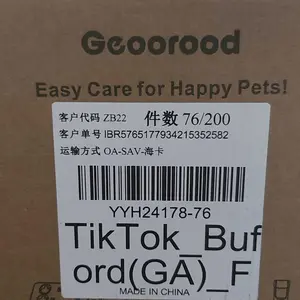 Geoorood
Easy Care for Happy Pets!
客户代码 ZB22 件数 76/200
客户单号 IBR5765177934215352582
运输方式 OA-SAV-海卡
YYH24178-76
TikTok_Buf
ord(GA)_F
MADE IN CHINA